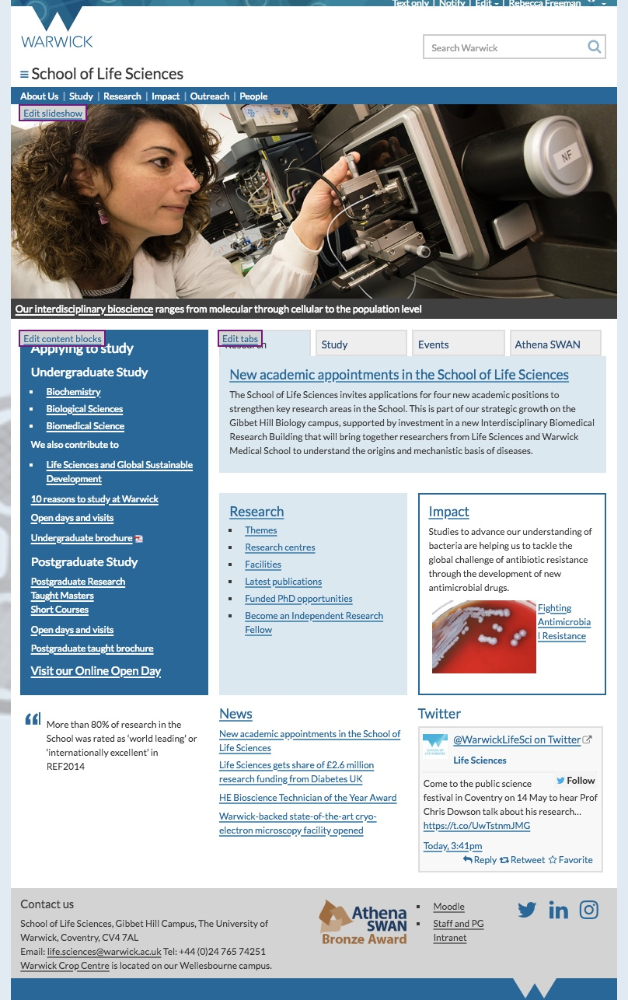 Text only | Notify | Edit | Rebecca Freeman
WARWICK
Search Warwick
School of Life Sciences
About Us | Study | Research | Impact | Outreach | People
Edit slideshow
NF
Our interdisciplinary bioscience ranges from molecular through cellular to the population level
Edit content blocks
Applying to study
Undergraduate Study
Biochemistry
Biological Sciences
Biomedical Science
We also contribute to
Life Sciences and Global Sustainable
Development
10 reasons to study at Warwick
Open days and visits
Undergraduate brochure
Postgraduate Study
Postgraduate Research
Taught Masters
Short Courses
Open days and visits
Postgraduate taught brochure
Visit our Online Open Day
Edit tabs
Research
Study
Events
Athena SWAN
New academic appointments in the School of Life Sciences
The School of Life Sciences invites applications for four new academic positions to
strengthen key research areas in the School. This is part of our strategic growth on the
Gibbet Hill Biology campus, supported by investment in a new Interdisciplinary Biomedical
Research Building that will bring together researchers from Life Sciences and Warwick
Medical School to understand the origins and mechanistic basis of diseases.
Research
Themes
Research centres
Facilities
Latest publications
Funded PhD opportunities
Become an Independent Research
Fellow
Impact
Studies to advance our understanding of
bacteria are helping us to tackle the
global challenge of antibiotic resistance
through the development of new
antimicrobial drugs.
Fighting
Antimicrobia
l Resistance
More than 80% of research in the
School was rated as ‘world leading’ or
‘internationally excellent’ in
REF2014
News
New academic appointments in the School of
Life Sciences
Life Sciences gets share of £2.6 million
research funding from Diabetes UK
HE Bioscience Technician of the Year Award
Warwick-backed state-of-the-art cryo-
electron microscopy facility opened
Twitter
@WarwickLifeSci on Twitter
Life Sciences
Follow
Come to the public science
festival in Coventry on 14 May to hear Prof
Chris Dowson talk about his research...
https://t.co/UwTstnmJMG
Today, 3:41pm
Reply Retweet Favorite
Contact us
School of Life Sciences, Gibbet Hill Campus, The University of
Warwick, Coventry, CV4 7AL
Email: life.sciences@warwick.ac.uk Tel: +44 (0)24 765 74251
Warwick Crop Centre is located on our Wellesbourne campus.
Athena
SWAN
Bronze Award
Moodle
Staff and PG
Intranet